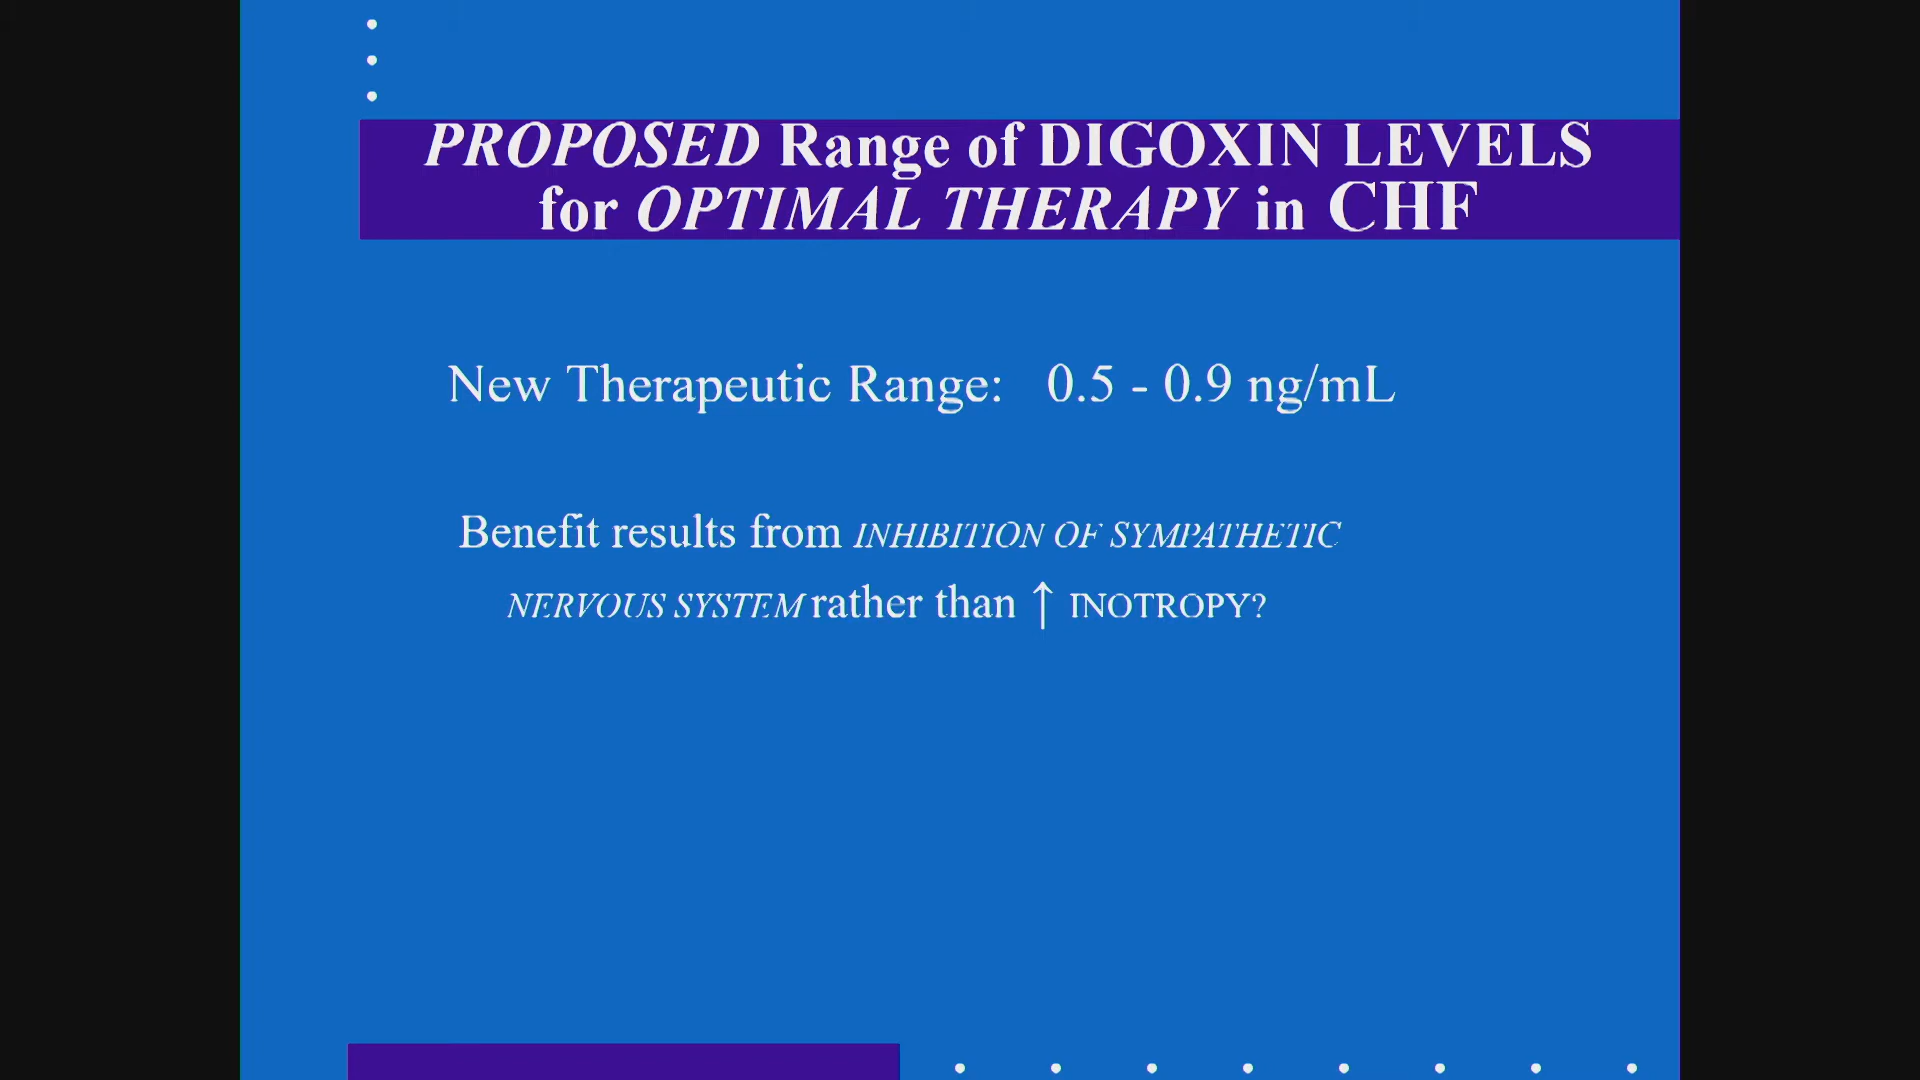 PROPOSED Range of DIGOXIN LEVELS
for OPTIMAL THERAPY in CHF
New Therapeutic Range: 0.5 - 0.9 ng/mL
Benefit results from INHIBITION OF SYMPATHETIC
NERVOUS SYSTEM rather than ↑ INOTROPY?